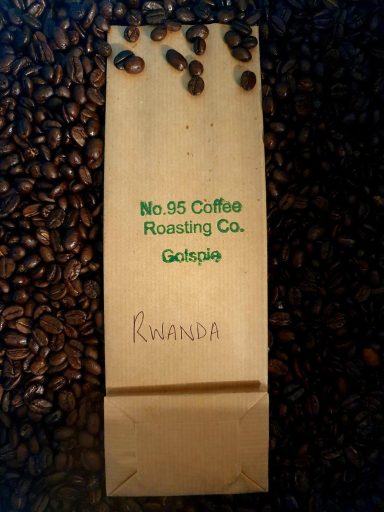 No.95 Coffee
Roasting Co.
Golspie
RWANDA